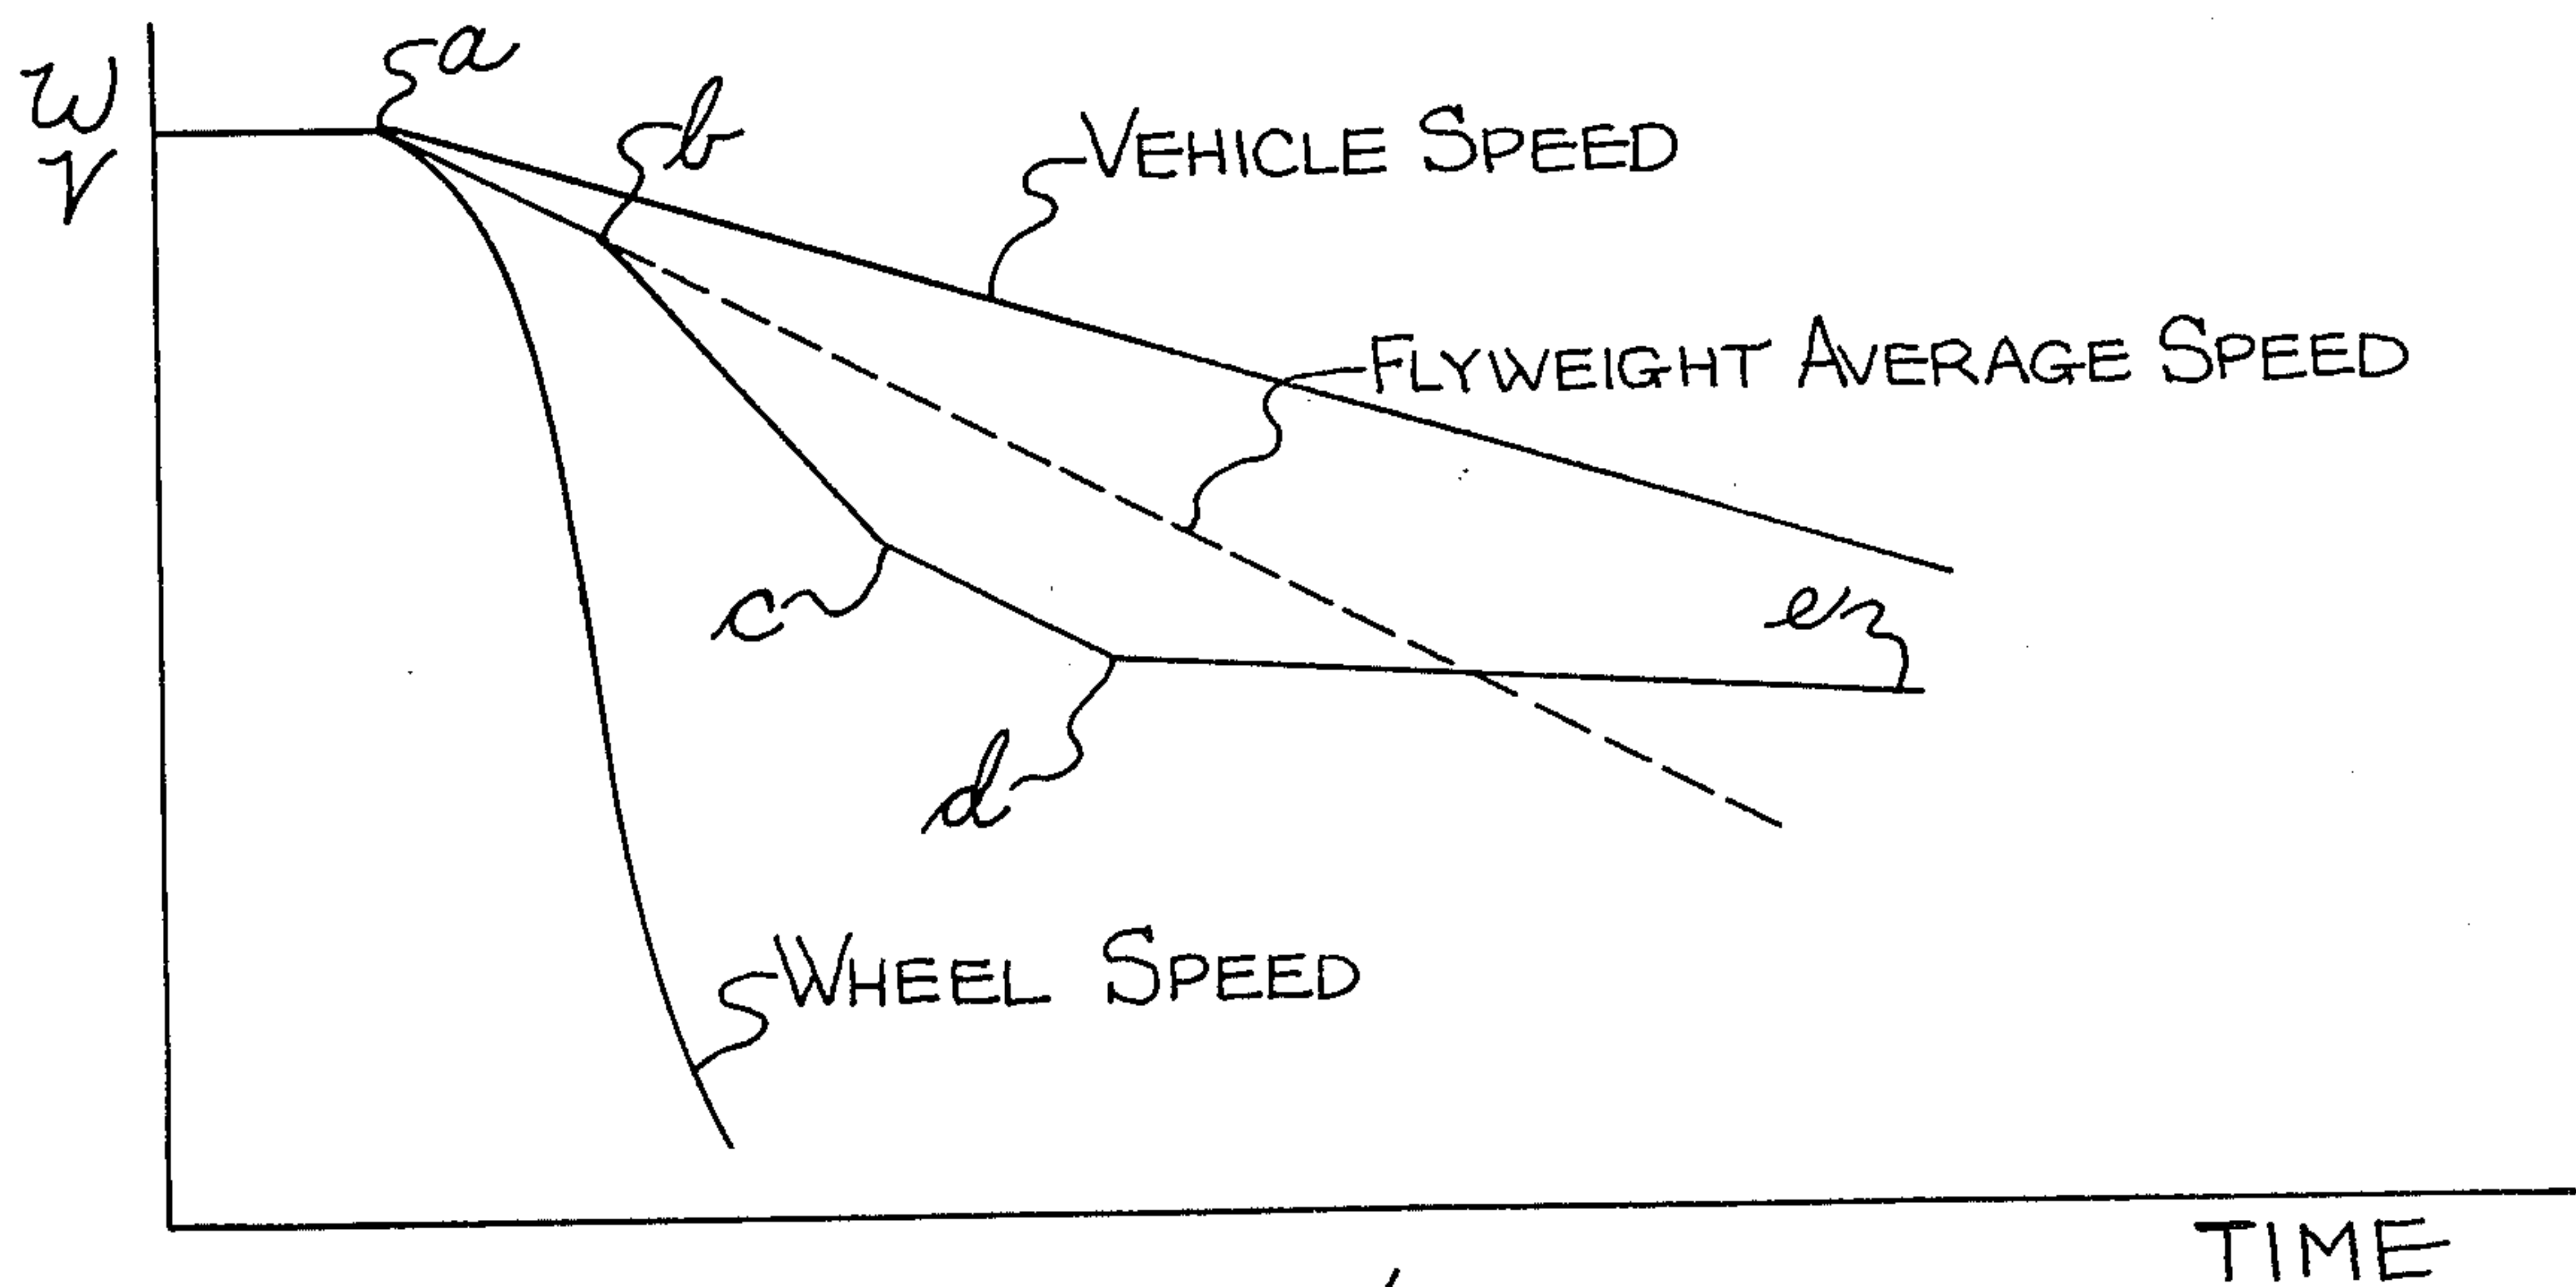 a
W
V
b
VEHICLE SPEED
FLYWEIGHT AVERAGE SPEED
c
e
d
WHEEL SPEED
TIME